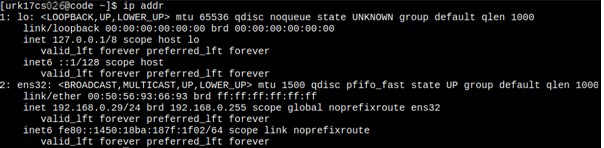 [urk17cs026@code ~]$ ip addr
1: lo: <LOOPBACK,UP,LOWER_UP> mtu 65536 qdisc noqueue state UNKNOWN group default qlen 1000
    link/loopback 00:00:00:00:00:00 brd 00:00:00:00:00:00
    inet 127.0.0.1/8 scope host lo
       valid_lft forever preferred_lft forever
    inet6 ::1/128 scope host
       valid_lft forever preferred_lft forever
2: ens32: <BROADCAST,MULTICAST,UP,LOWER_UP> mtu 1500 qdisc pfifo_fast state UP group default qlen 1000
    link/ether 00:50:56:93:66:93 brd ff:ff:ff:ff:ff:ff
    inet 192.168.0.29/24 brd 192.168.0.255 scope global noprefixroute ens32
       valid_lft forever preferred_lft forever
    inet6 fe80::1450:18ba:187f:1f02/64 scope link noprefixroute
       valid_lft forever preferred_lft forever